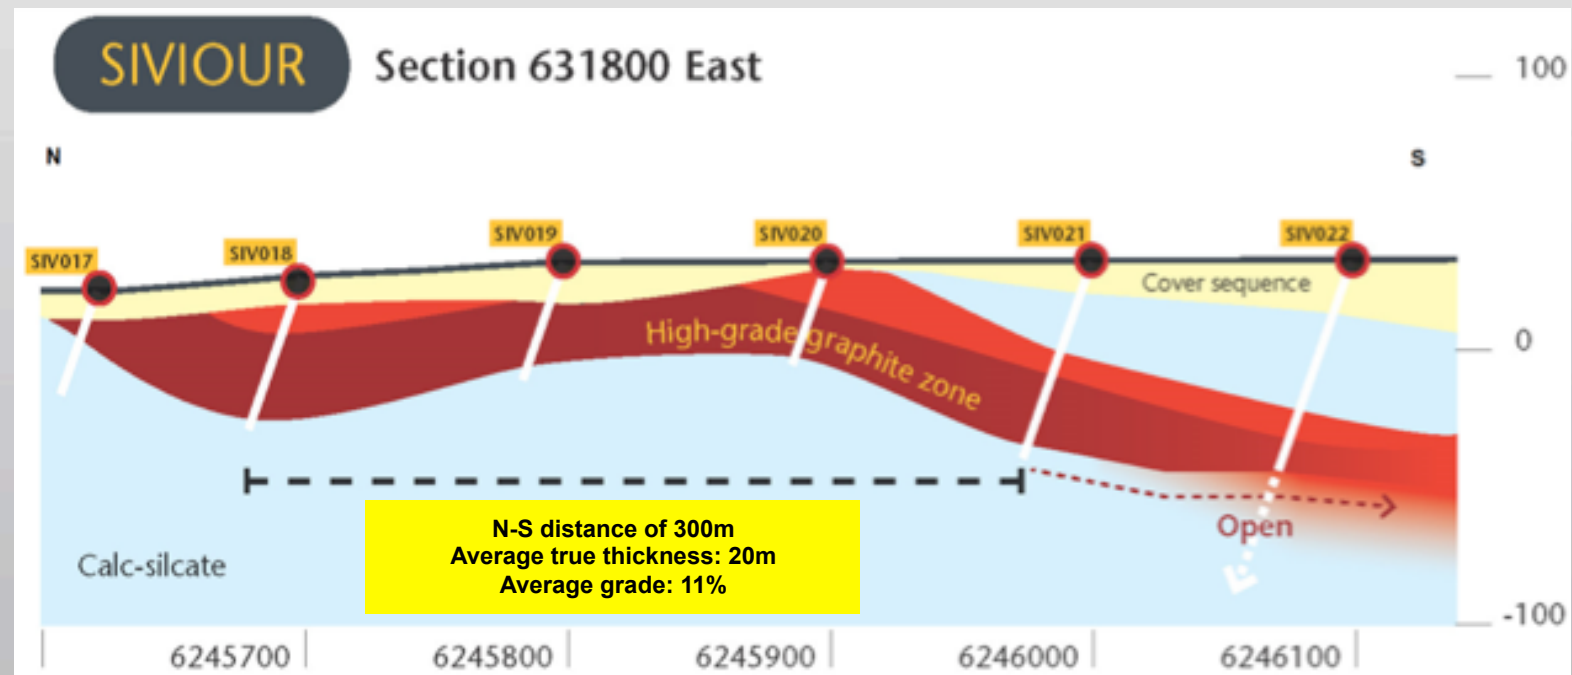 SIVIOUR
Section 631800 East
100
N
S
SIV017
SIV018
SIV019
SIV020
SIV021
SIV022
Cover sequence
High-grade graphite zone
0
Open
N-S distance of 300m
Average true thickness: 20m
Average grade: 11%
Calc-silcate
-100
6245700
6245800
6245900
6246000
6246100